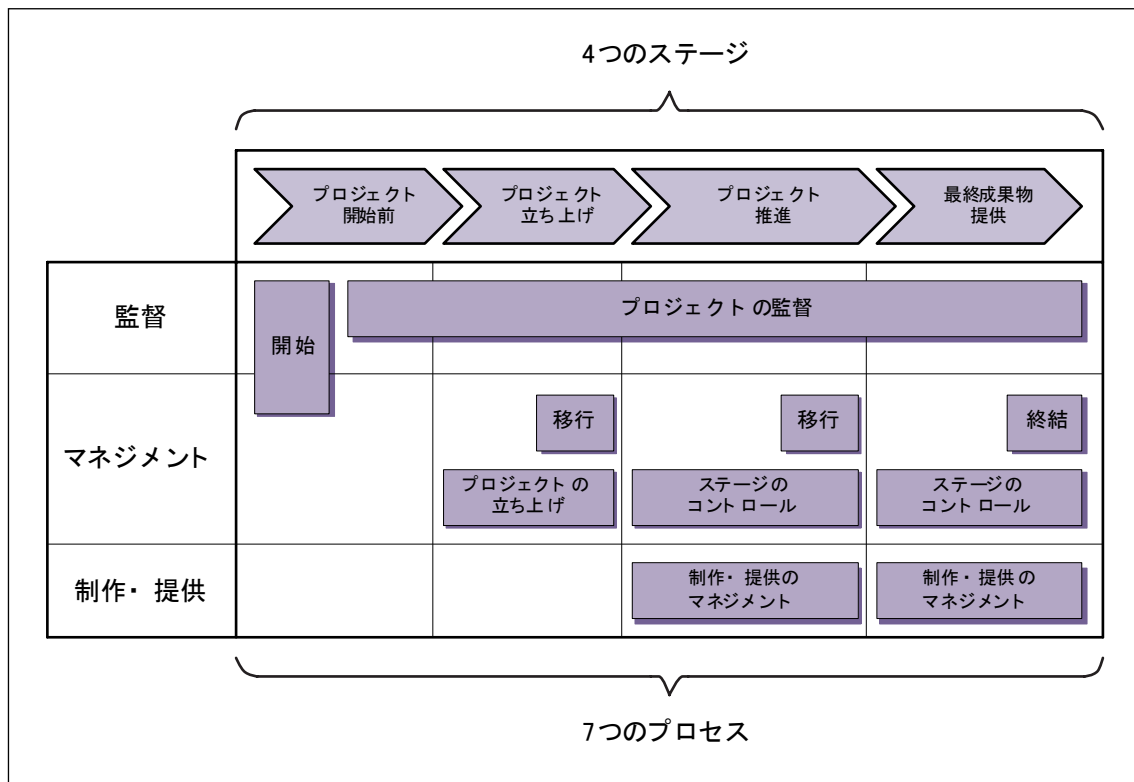 4つのステージ
プロジェクト
開始前
プロジェクト
立ち上げ
プロジェクト
推進
最終成果物
提供
監督
開始
プロジェクトの監督
マネジメント
移行
移行
終結
プロジェクトの
立ち上げ
ステージの
コントロール
ステージの
コントロール
制作・提供
制作・提供の
マネジメント
制作・提供の
マネジメント
7つのプロセス